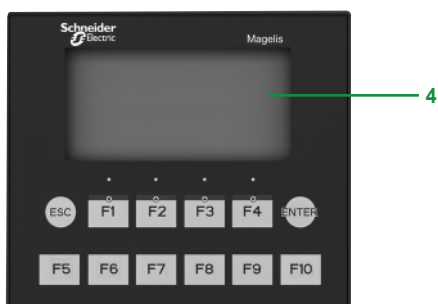 Schneider
Electric
Magelis
4
ESC F1 F2 F3 F4 ENTER
F5 F6 F7 F8 F9 F10